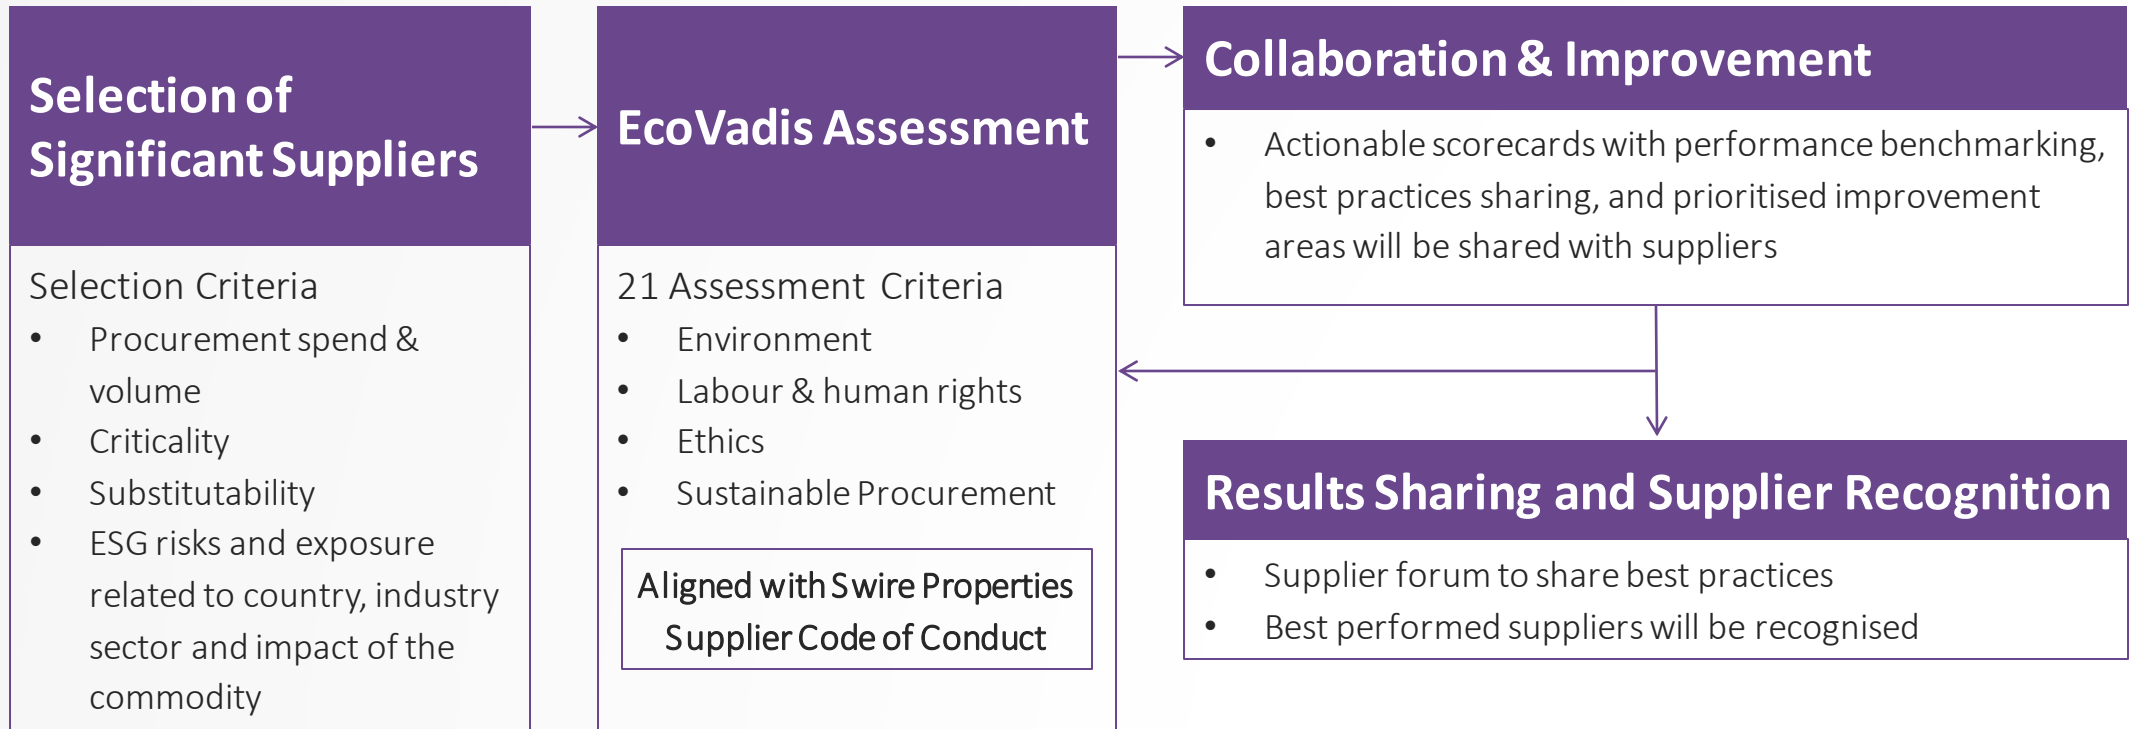 Selection of
Significant Suppliers
Selection Criteria
• Procurement spend &
volume
• Criticality
• Substitutability
• ESG risks and exposure
related to country, industry
sector and impact of the
commodity
EcoVadis Assessment
21 Assessment Criteria
• Environment
• Labour & human rights
• Ethics
• Sustainable Procurement
Aligned with Swire Properties
Supplier Code of Conduct
Collaboration & Improvement
• Actionable scorecards with performance benchmarking,
best practices sharing, and prioritised improvement
areas will be shared with suppliers
Results Sharing and Supplier Recognition
• Supplier forum to share best practices
• Best performed suppliers will be recognised